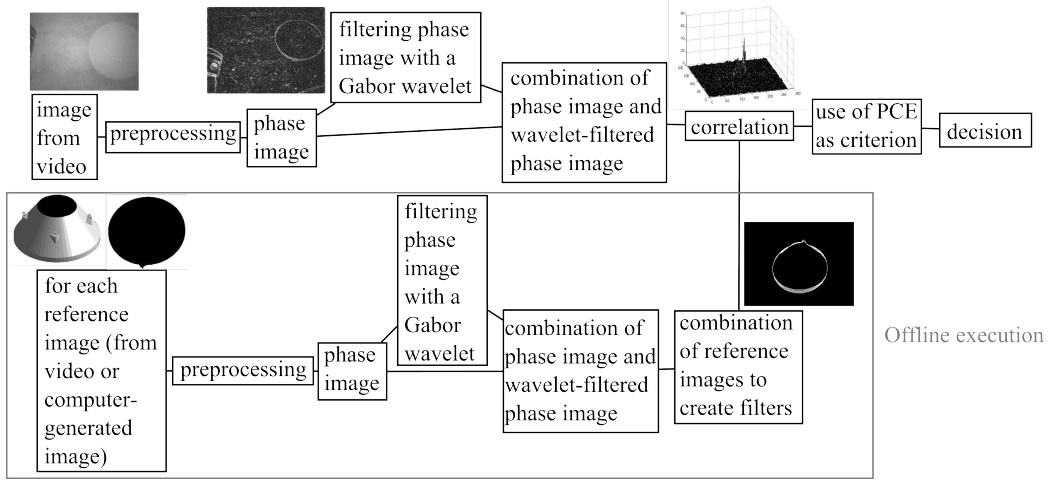 image
from
video
preprocessing
phase
image
filtering phase
image with a
Gabor wavelet
combination of
phase image and
wavelet-filtered
phase image
correlation
use of PCE
as criterion
decision
for each
reference
image (from
video or
computer-
generated
image)
preprocessing
phase
image
filtering
phase
image
with a
Gabor
wavelet
combination of
phase image and
wavelet-filtered
phase image
combination
of reference
images to
create filters
Offline execution